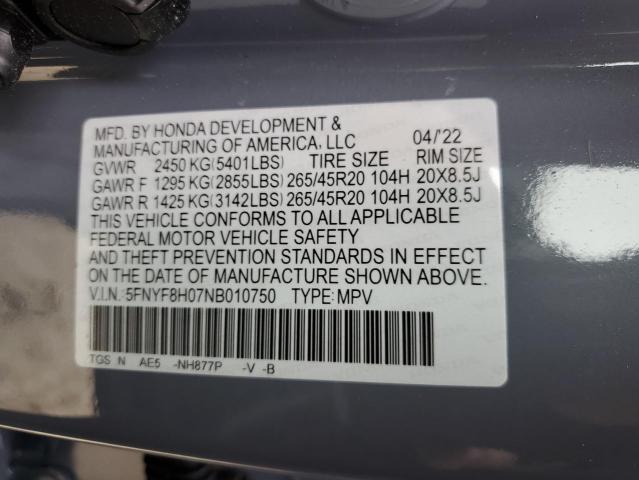 MFD. BY HONDA DEVELOPMENT &
MANUFACTURING OF AMERICA, LLC 04/'22
GVWR 2450 KG(5401LBS) TIRE SIZE RIM SIZE
GAWR F 1295 KG(2855LBS) 265/45R20 104H 20X8.5J
GAWR R 1425 KG(3142LBS) 265/45R20 104H 20X8.5J
THIS VEHICLE CONFORMS TO ALL APPLICABLE
FEDERAL MOTOR VEHICLE SAFETY
AND THEFT PREVENTION STANDARDS IN EFFECT
ON THE DATE OF MANUFACTURE SHOWN ABOVE.
V.I.N.: 5FNYF8H07NB010750 TYPE: MPV
TGS N AE5 -NH877P -V -B